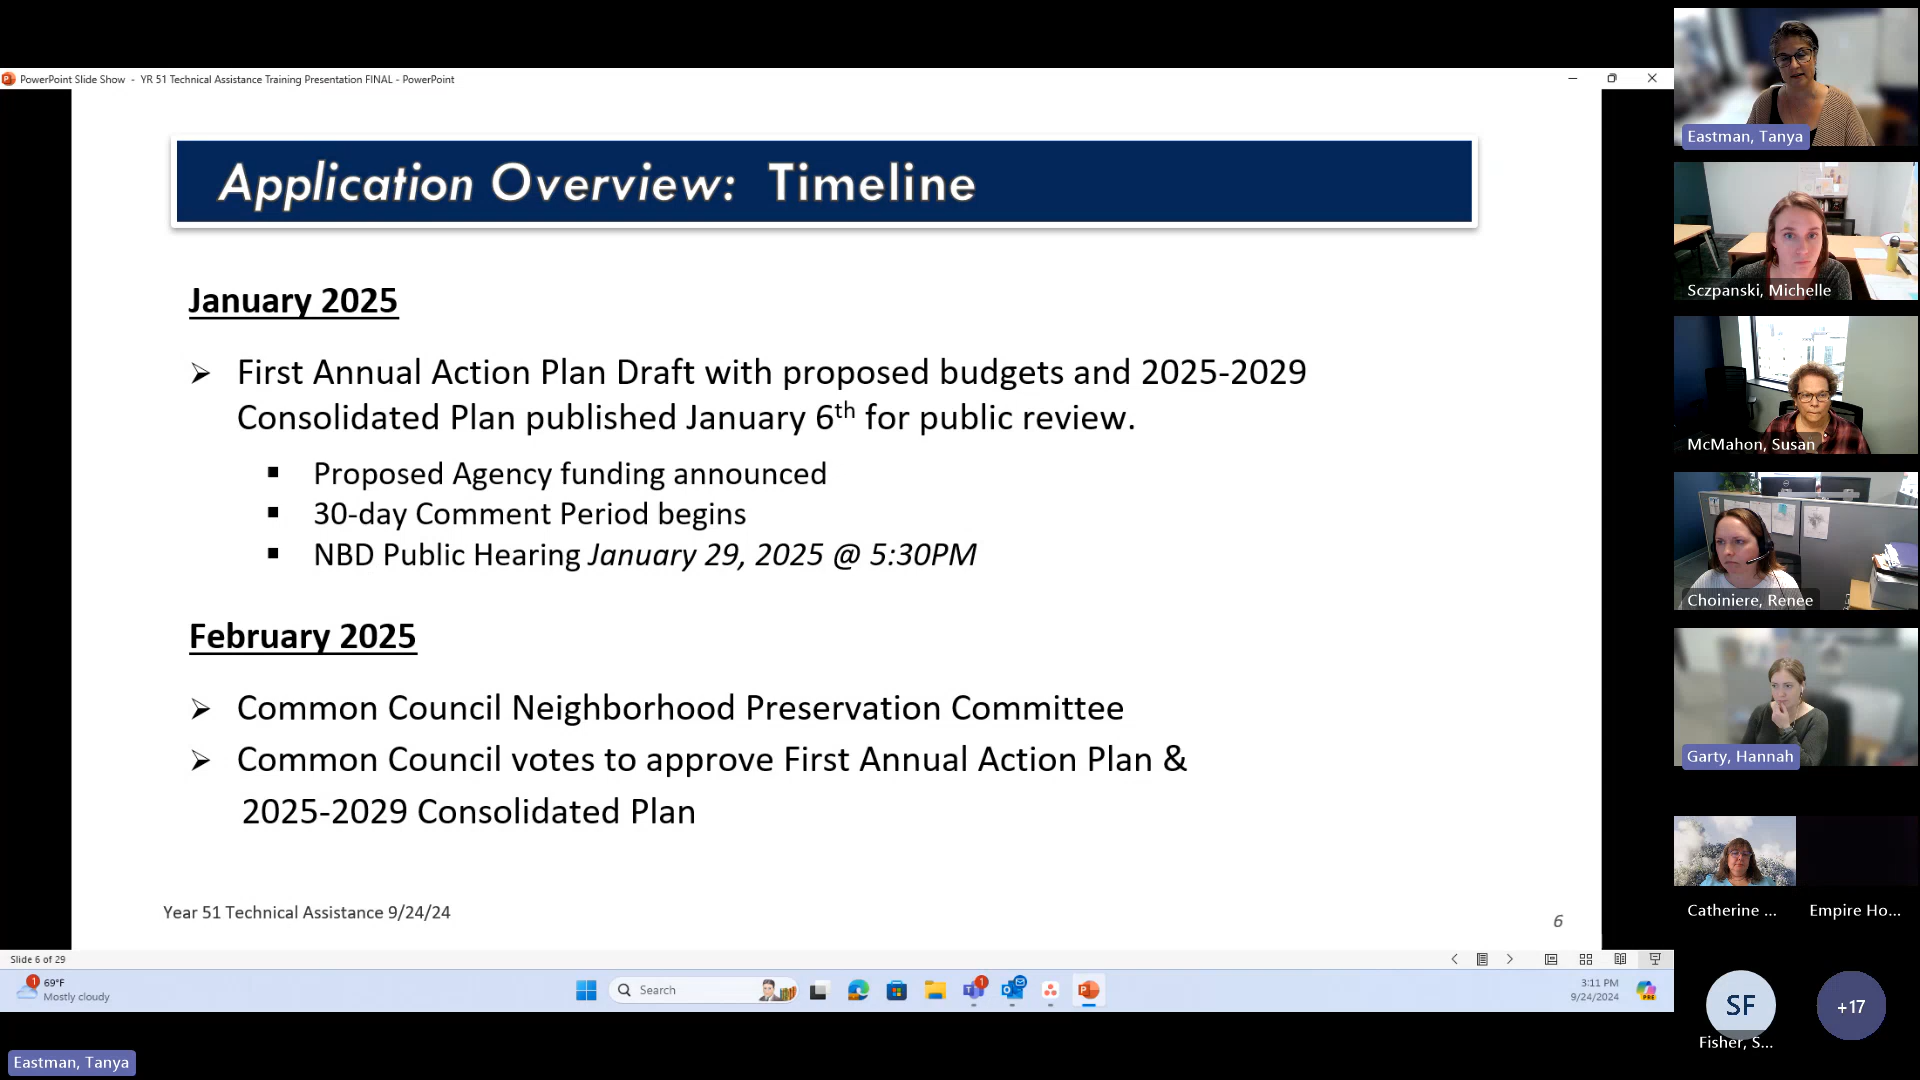 PowerPoint Slide Show - YR 51 Technical Assistance Training Presentation FINAL - PowerPoint
Application Overview: Timeline
January 2025
First Annual Action Plan Draft with proposed budgets and 2025-2029
Consolidated Plan published January 6th for public review.
Proposed Agency funding announced
30-day Comment Period begins
NBD Public Hearing January 29, 2025 @ 5:30PM
February 2025
Common Council Neighborhood Preservation Committee
Common Council votes to approve First Annual Action Plan &
2025-2029 Consolidated Plan
Year 51 Technical Assistance 9/24/24
6
Slide 6 of 29
1
69°F
Mostly cloudy
Search
1
3:11 PM
9/24/2024
PRE
Eastman, Tanya
Eastman, Tanya
Sczpanski, Michelle
McMahon, Susan
Choiniere, Renee
Garty, Hannah
Catherine ...
Empire Ho...
SF
Fisher, S...
+17